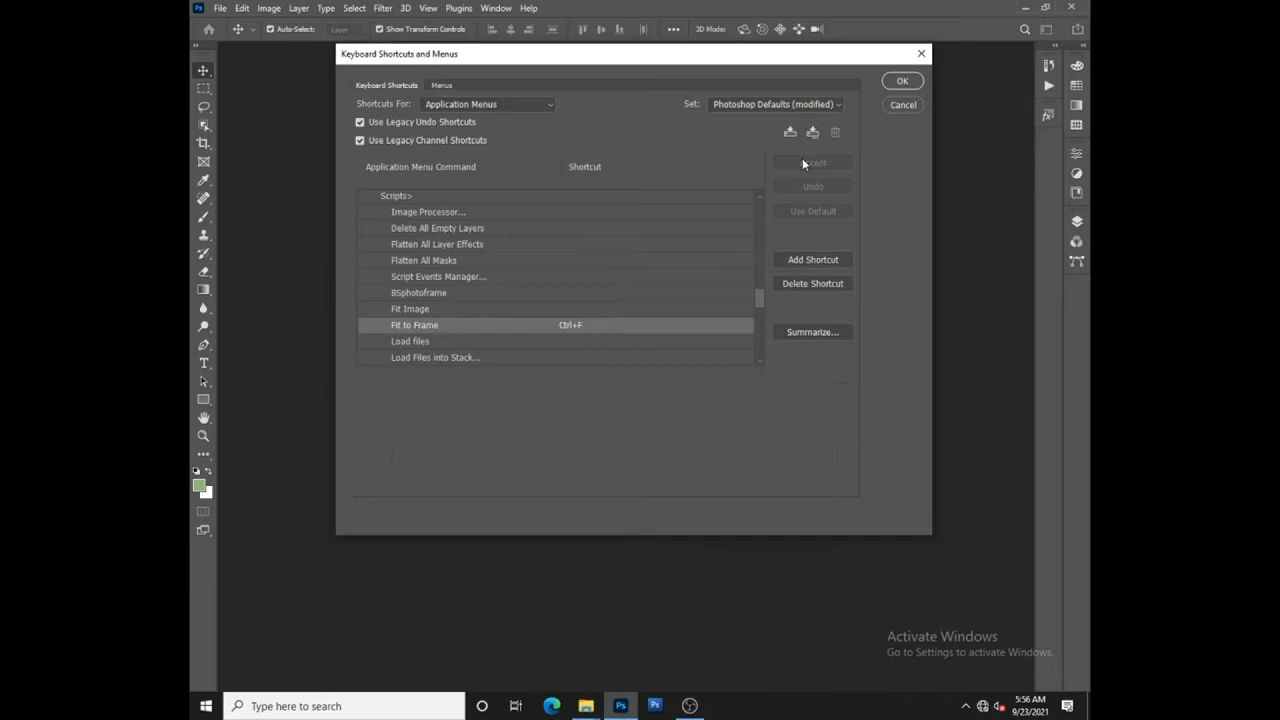 Ps File Edit Image Layer Type Select Filter 3D View Plugins Window Help
Auto-Select: Layer Show Transform Controls 3D Mode:
Keyboard Shortcuts and Menus
Keyboard Shortcuts Menus OK
Shortcuts For: Application Menus Set: Photoshop Defaults (modified) Cancel
Use Legacy Undo Shortcuts
Use Legacy Channel Shortcuts
Application Menu Command Shortcut
Accept
Undo
Use Default
Add Shortcut
Delete Shortcut
Summarize...
Scripts>
Image Processor...
Delete All Empty Layers
Flatten All Layer Effects
Flatten All Masks
Script Events Manager...
BSphotoframe
Fit Image
Fit to Frame Ctrl+F
Load files
Load Files into Stack...
Activate Windows
Go to Settings to activate Windows.
Type here to search Ps Ps 5:56 AM
9/23/2021